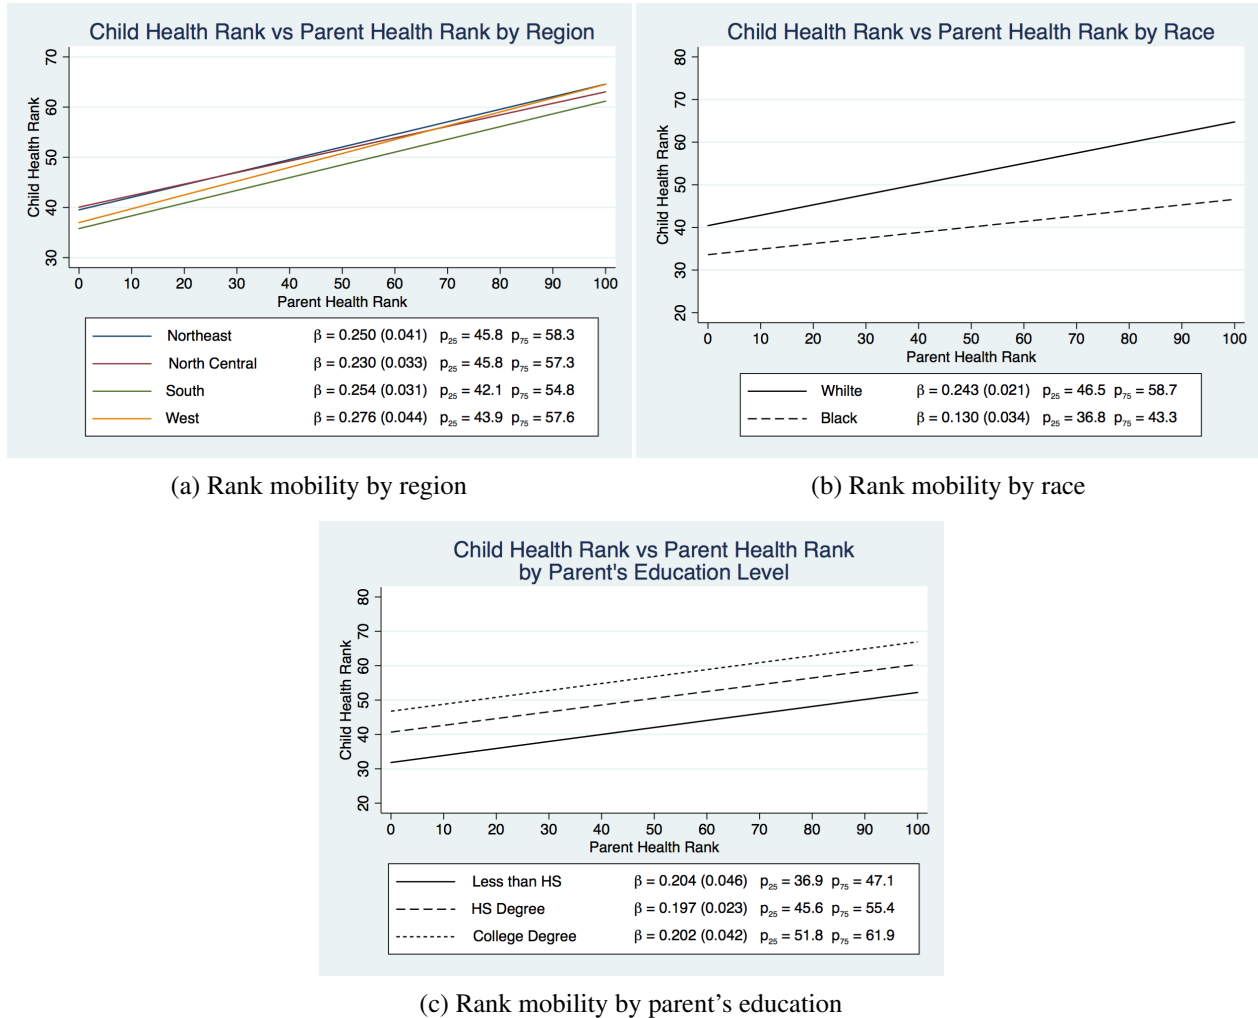 Child Health Rank vs Parent Health Rank by Region
Child Health Rank
70
60
50
40
30
0 10 20 30 40 50 60 70 80 90 100
Parent Health Rank
Northeast β = 0.250 (0.041) p25 = 45.8 p75 = 58.3
North Central β = 0.230 (0.033) p25 = 45.8 p75 = 57.3
South β = 0.254 (0.031) p25 = 42.1 p75 = 54.8
West β = 0.276 (0.044) p25 = 43.9 p75 = 57.6
(a) Rank mobility by region
Child Health Rank vs Parent Health Rank by Race
Child Health Rank
80
70
60
50
40
30
20
0 10 20 30 40 50 60 70 80 90 100
Parent Health Rank
Whilte β = 0.243 (0.021) p25 = 46.5 p75 = 58.7
Black β = 0.130 (0.034) p25 = 36.8 p75 = 43.3
(b) Rank mobility by race
Child Health Rank vs Parent Health Rank
by Parent's Education Level
Child Health Rank
80
70
60
50
40
30
20
0 10 20 30 40 50 60 70 80 90 100
Parent Health Rank
Less than HS β = 0.204 (0.046) p25 = 36.9 p75 = 47.1
HS Degree β = 0.197 (0.023) p25 = 45.6 p75 = 55.4
College Degree β = 0.202 (0.042) p25 = 51.8 p75 = 61.9
(c) Rank mobility by parent's education